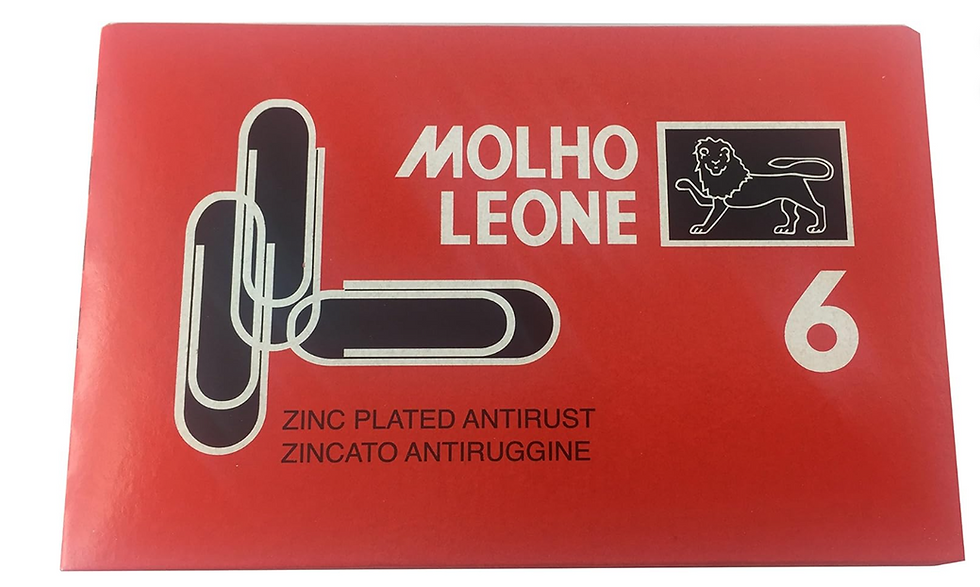 MOLHO
LEONE
6
ZINC PLATED ANTIRUST
ZINCATO ANTIRUGGINE